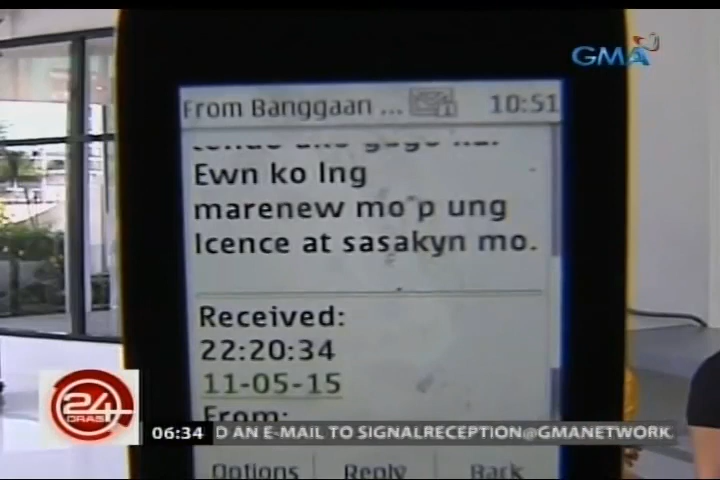 GMA
From Banggaan ... 10:51
Ewn ko lng
marenew mo p ung
lcence at sasakyn mo.
Received:
22:20:34
11-05-15
From:
24
ORAS
06:34 D AN E-MAIL TO SIGNALRECEPTION@GMANETWORK
Options Reply Back